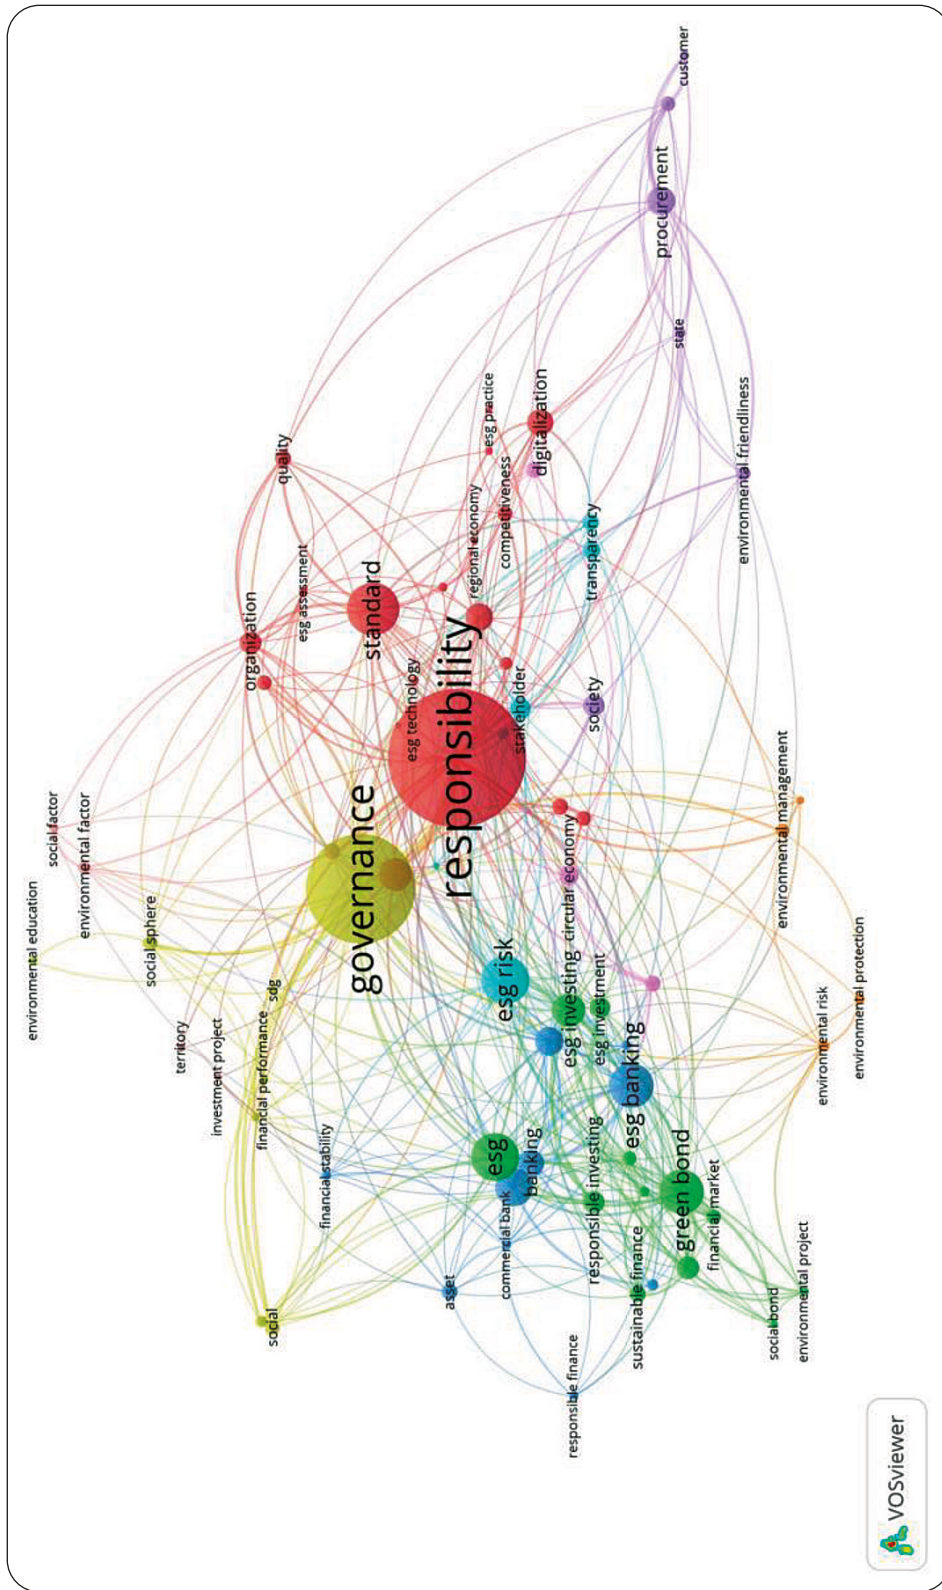 customer
procurement
state
environmental friendliness
quality
esg practice
digitalization
competitiveness
regional economy
transparency
esg assessment
standard
organization
responsibility
esg technology
stakeholder
society
environmental management
social factor
environmental factor
governance
circular economy
environmental education
social sphere
sdg
esg risk
esg investing
esg investment
environmental protection
environmental risk
territory
investment project
financial performance
esg banking
financial stability
esg
banking
commercial bank
responsible investing
green bond
financial market
asset
sustainable finance
social
social bond
environmental project
responsible finance
VOSviewer